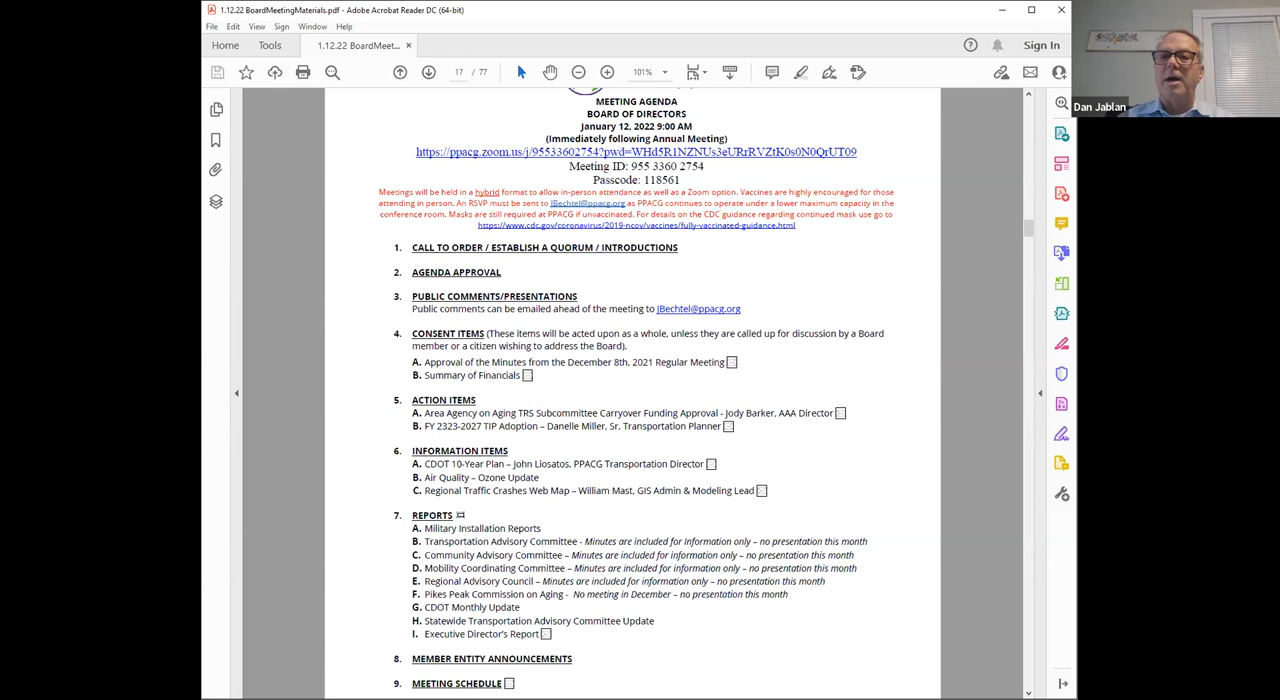 1.12.22 BoardMeetingMaterials.pdf - Adobe Acrobat Reader DC (64-bit)
File Edit View Sign Window Help
Home Tools 1.12.22 BoardMeet... × Sign In
17 / 77 101%
Dan Jablan
MEETING AGENDA
BOARD OF DIRECTORS
January 12, 2022 9:00 AM
(Immediately following Annual Meeting)
https://ppacg.zoom.us/j/95533602754?pwd=WHd5R1NZNUs3eURrRVZtK0s0N0QrUT09
Meeting ID: 955 3360 2754
Passcode: 118561
Meetings will be held in a hybrid format to allow in-person attendance as well as a Zoom option. Vaccines are highly encouraged for those
attending in person. An RSVP must be sent to JBechtel@ppacg.org as PPACG continues to operate under a lower maximum capacity in the
conference room. Masks are still required at PPACG if unvaccinated. For details on the CDC guidance regarding continued mask use go to
https://www.cdc.gov/coronavirus/2019-ncov/vaccines/fully-vaccinated-guidance.html
1. CALL TO ORDER / ESTABLISH A QUORUM / INTRODUCTIONS
2. AGENDA APPROVAL
3. PUBLIC COMMENTS/PRESENTATIONS
Public comments can be emailed ahead of the meeting to JBechtel@ppacg.org
4. CONSENT ITEMS (These items will be acted upon as a whole, unless they are called up for discussion by a Board
member or a citizen wishing to address the Board).
A. Approval of the Minutes from the December 8th, 2021 Regular Meeting
B. Summary of Financials
5. ACTION ITEMS
A. Area Agency on Aging TRS Subcommittee Carryover Funding Approval - Jody Barker, AAA Director
B. FY 2323-2027 TIP Adoption – Danelle Miller, Sr. Transportation Planner
6. INFORMATION ITEMS
A. CDOT 10-Year Plan – John Liosatos, PPACG Transportation Director
B. Air Quality – Ozone Update
C. Regional Traffic Crashes Web Map – William Mast, GIS Admin & Modeling Lead
7. REPORTS
A. Military Installation Reports
B. Transportation Advisory Committee - Minutes are included for Information only – no presentation this month
C. Community Advisory Committee – Minutes are included for information only – no presentation this month
D. Mobility Coordinating Committee – Minutes are included for information only – no presentation this month
E. Regional Advisory Council – Minutes are included for information only – no presentation this month
F. Pikes Peak Commission on Aging - No meeting in December – no presentation this month
G. CDOT Monthly Update
H. Statewide Transportation Advisory Committee Update
I. Executive Director's Report
8. MEMBER ENTITY ANNOUNCEMENTS
9. MEETING SCHEDULE